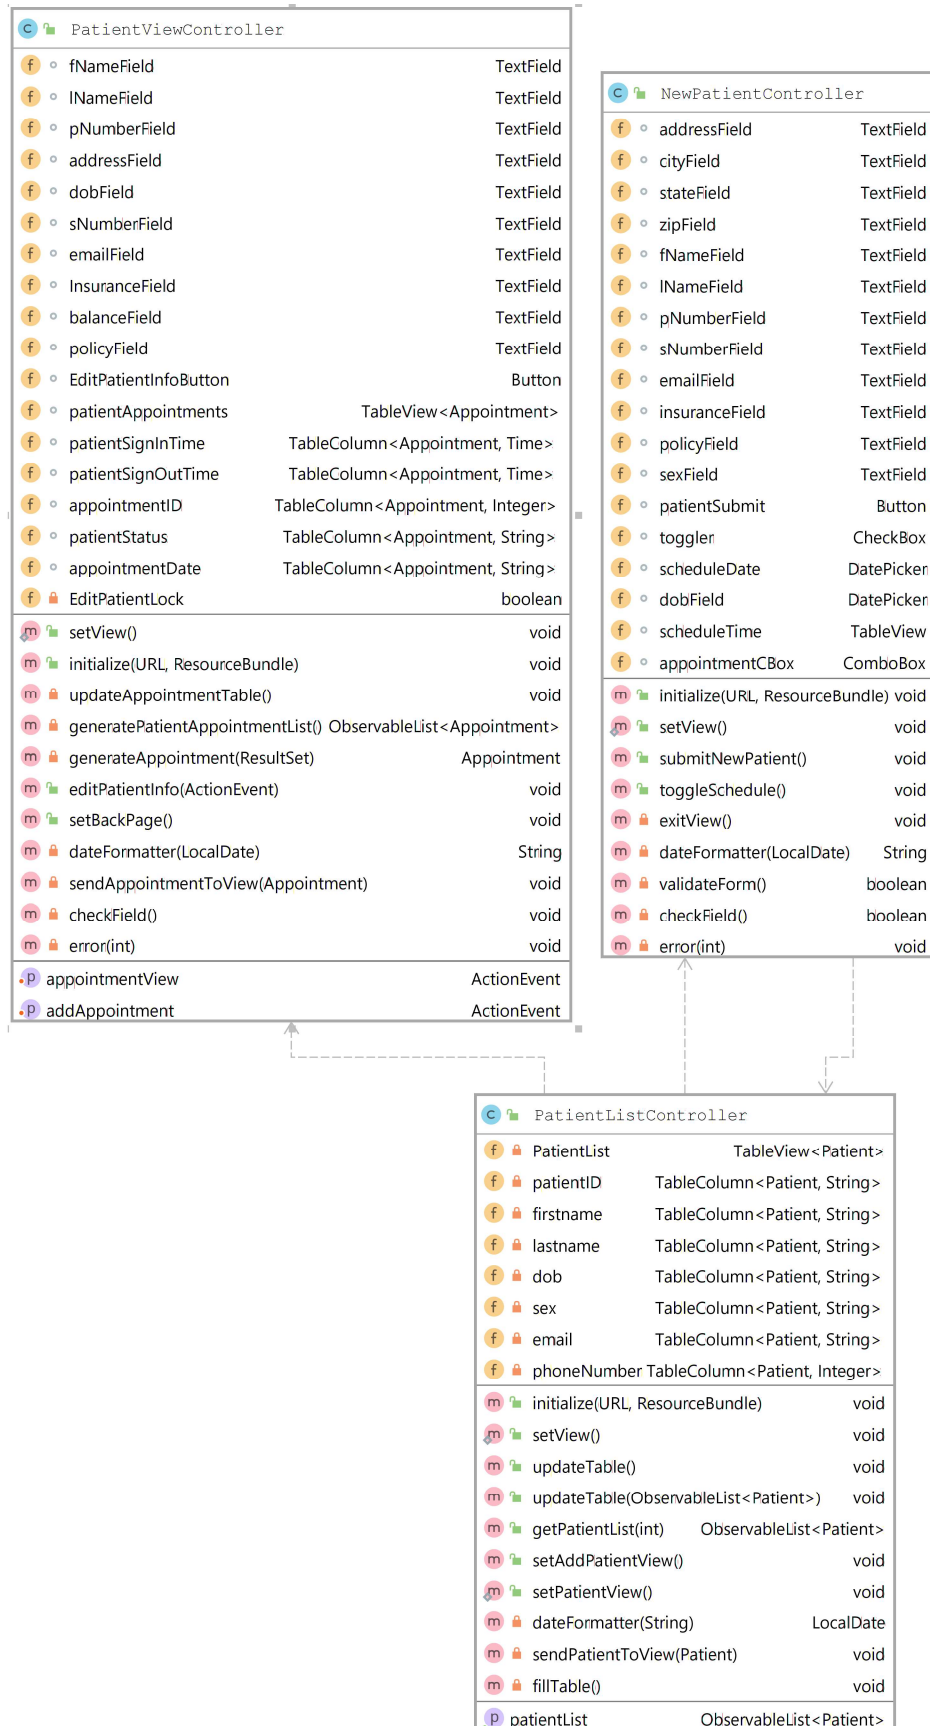 PatientViewController
fNameField TextField
lNameField TextField
pNumberField TextField
addressField TextField
dobField TextField
sNumberField TextField
emailField TextField
InsuranceField TextField
balanceField TextField
policyField TextField
EditPatientInfoButton Button
patientAppointments TableView<Appointment>
patientSignInTime TableColumn<Appointment, Time>
patientSignOutTime TableColumn<Appointment, Time>
appointmentID TableColumn<Appointment, Integer>
patientStatus TableColumn<Appointment, String>
appointmentDate TableColumn<Appointment, String>
EditPatientLock boolean
setView() void
initialize(URL, ResourceBundle) void
updateAppointmentTable() void
generatePatientAppointmentList() ObservableList<Appointment>
generateAppointment(ResultSet) Appointment
editPatientInfo(ActionEvent) void
setBackPage() void
dateFormatter(LocalDate) String
sendAppointmentToView(Appointment) void
checkField() void
error(int) void
appointmentView ActionEvent
addAppointment ActionEvent
NewPatientController
addressField TextField
cityField TextField
stateField TextField
zipField TextField
fNameField TextField
lNameField TextField
pNumberField TextField
sNumberField TextField
emailField TextField
insuranceField TextField
policyField TextField
sexField TextField
patientSubmit Button
toggler CheckBox
scheduleDate DatePicker
dobField DatePicker
scheduleTime TableView
appointmentCBox ComboBox
initialize(URL, ResourceBundle) void
setView() void
submitNewPatient() void
toggleSchedule() void
exitView() void
dateFormatter(LocalDate) String
validateForm() boolean
checkField() boolean
error(int) void
PatientListController
PatientList TableView<Patient>
patientID TableColumn<Patient, String>
firstname TableColumn<Patient, String>
lastname TableColumn<Patient, String>
dob TableColumn<Patient, String>
sex TableColumn<Patient, String>
email TableColumn<Patient, String>
phoneNumber TableColumn<Patient, Integer>
initialize(URL, ResourceBundle) void
setView() void
updateTable() void
updateTable(ObservableList<Patient>) void
getPatientList(int) ObservableList<Patient>
setAddPatientView() void
setPatientView() void
dateFormatter(String) LocalDate
sendPatientToView(Patient) void
fillTable() void
patientList ObservableList<Patient>